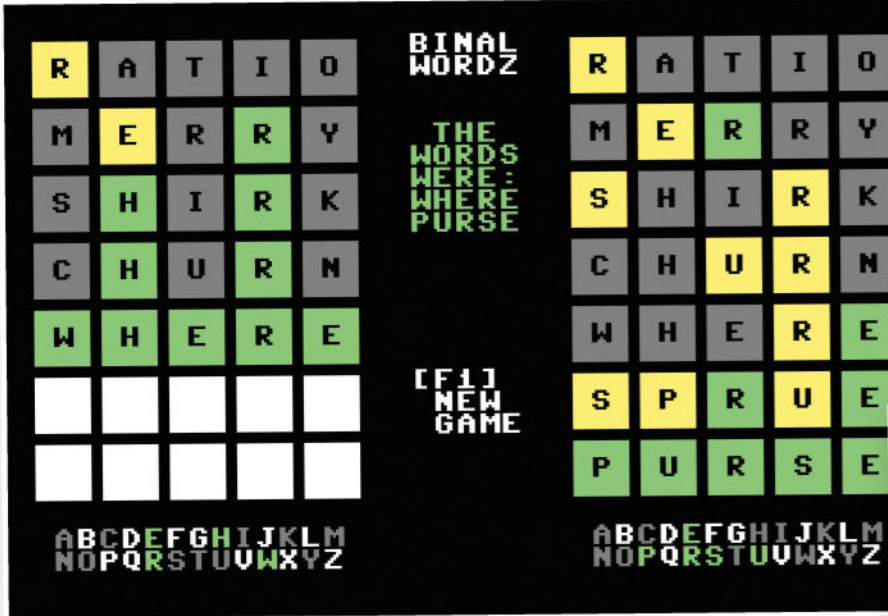 RATIO
MERRY
SHIRK
CHURN
WHERE
ABCDEFGHIJKLM
NOPQRSTUVWXYZ
BINAL
WORDZ
THE
WORDS
WERE:
WHERE
PURSE
[F1]
NEW
GAME
RATIO
MERRY
SHIRK
CHURN
WHERE
SPRUE
PURSE
ABCDEFGHIJKLM
NOPQRSTUVWXYZ